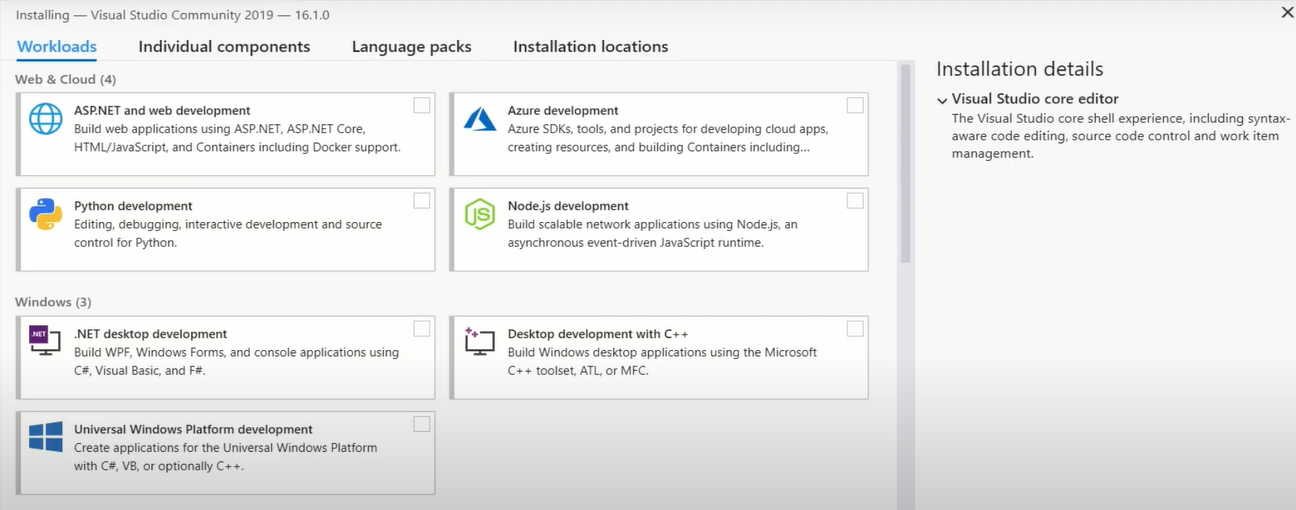 Installing — Visual Studio Community 2019 — 16.1.0
Workloads
Individual components
Language packs
Installation locations
Web & Cloud (4)
ASP.NET and web development
Build web applications using ASP.NET, ASP.NET Core,
HTML/JavaScript, and Containers including Docker support.
Azure development
Azure SDKs, tools, and projects for developing cloud apps,
creating resources, and building Containers including...
Python development
Editing, debugging, interactive development and source
control for Python.
Node.js development
Build scalable network applications using Node.js, an
asynchronous event-driven JavaScript runtime.
Windows (3)
.NET
.NET desktop development
Build WPF, Windows Forms, and console applications using
C#, Visual Basic, and F#.
Desktop development with C++
Build Windows desktop applications using the Microsoft
C++ toolset, ATL, or MFC.
Universal Windows Platform development
Create applications for the Universal Windows Platform
with C#, VB, or optionally C++.
Installation details
Visual Studio core editor
The Visual Studio core shell experience, including syntax-
aware code editing, source code control and work item
management.